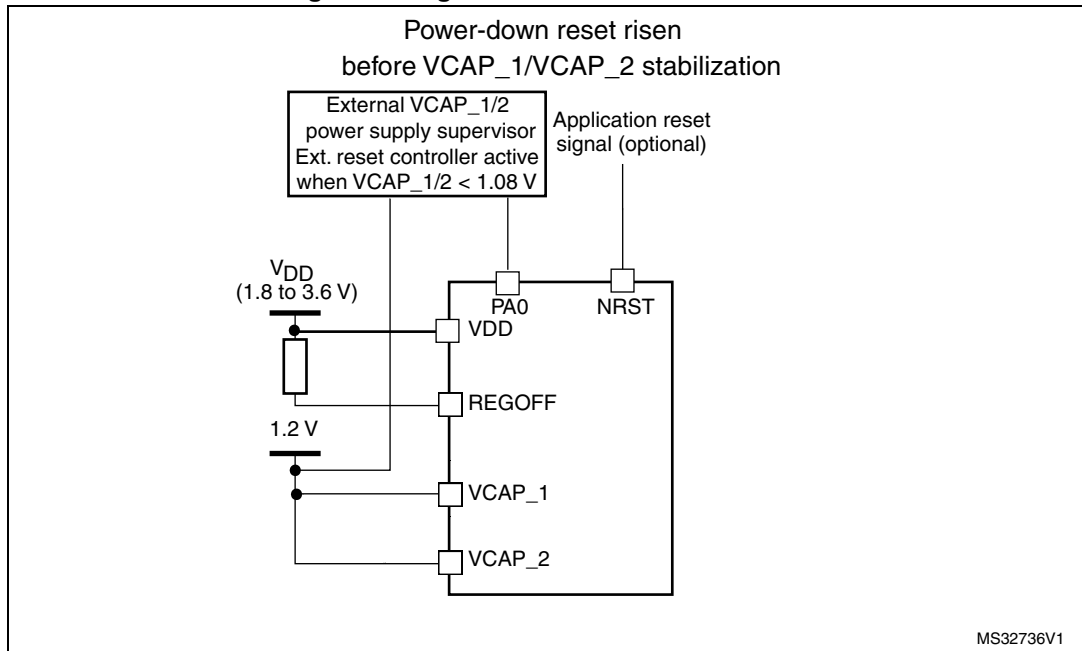 Power-down reset risen
before VCAP_1/VCAP_2 stabilization
External VCAP_1/2
power supply supervisor
Ext. reset controller active
when VCAP_1/2 < 1.08 V
Application reset
signal (optional)
VDD
(1.8 to 3.6 V)
PA0
NRST
VDD
REGOFF
1.2 V
VCAP_1
VCAP_2
MS32736V1